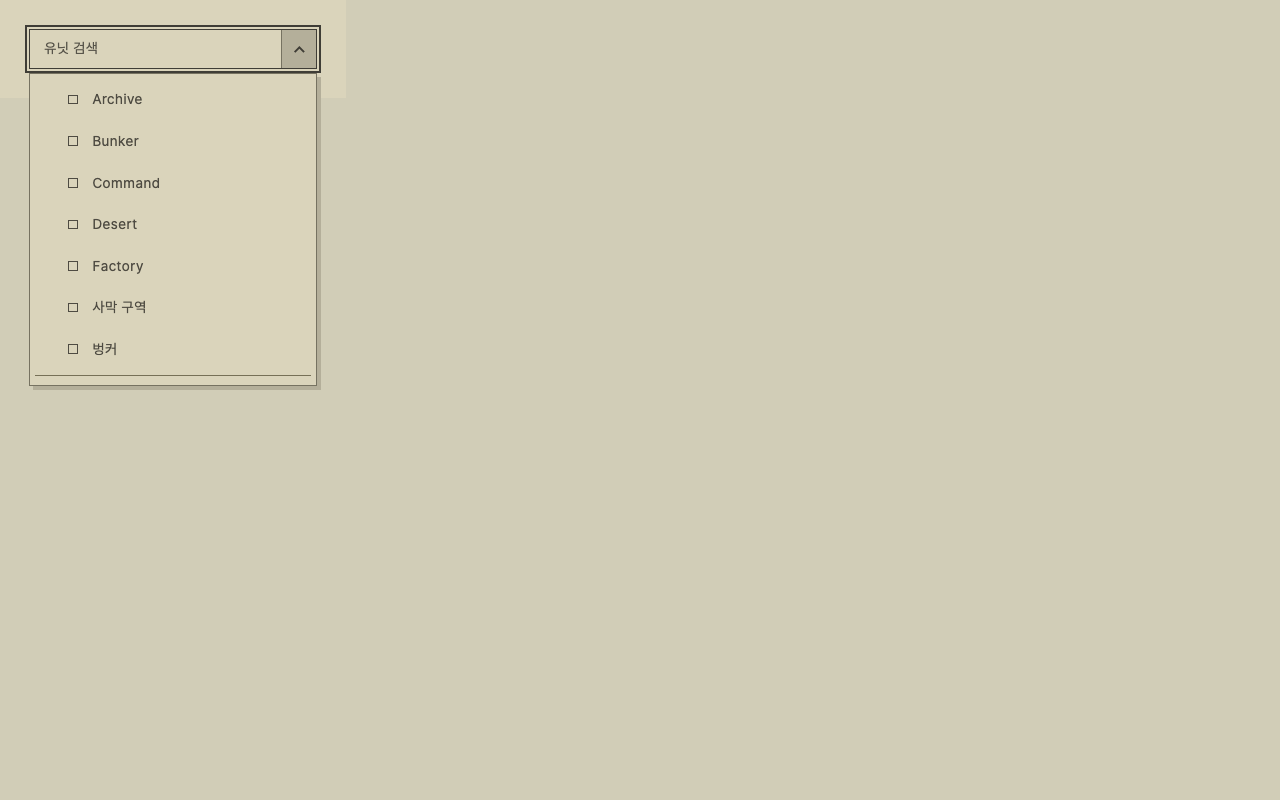 유닛 검색
Archive
Bunker
Command
Desert
Factory
사막 구역
벙커